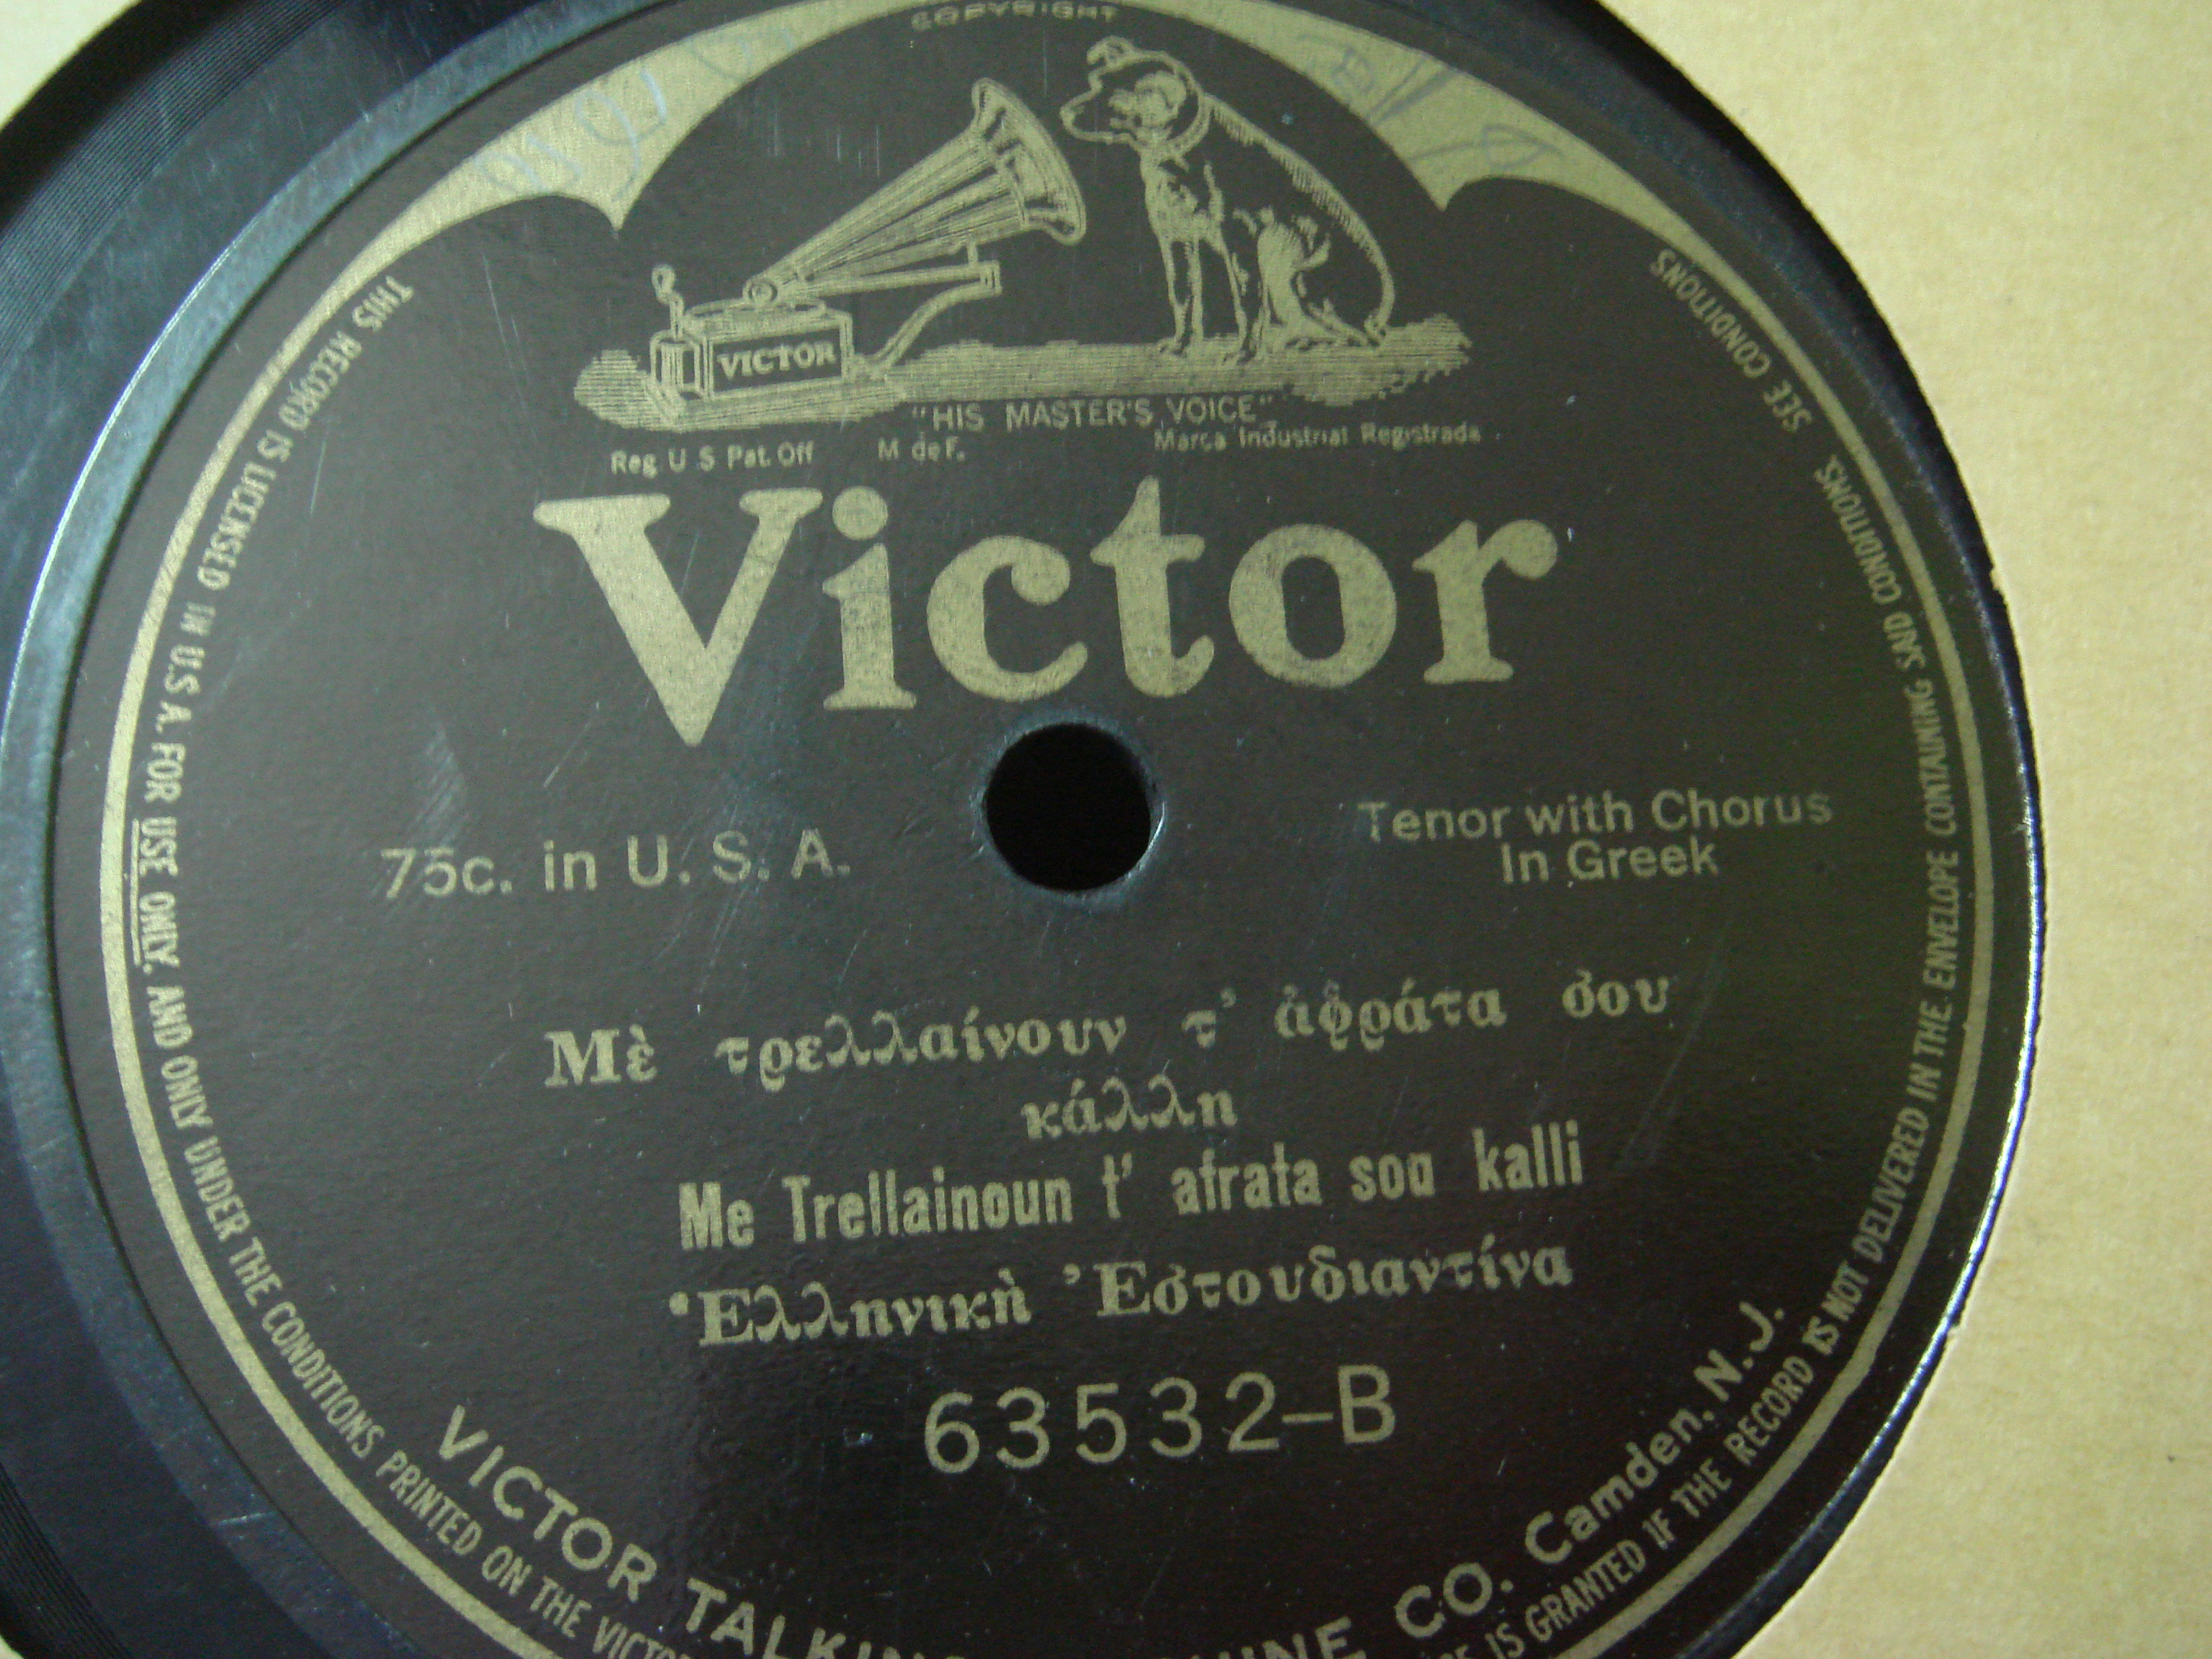 COPYRIGHT
VICTOR
"HIS MASTER'S VOICE"
Reg. U S Pat. Off M de F. Marca Industrial Registrada
Victor
75c. in U. S. A.
Tenor with Chorus
In Greek
Μὲ τρελλαίνουν τ' ἀφράτα σου
κάλλη
Me Trellainoun t' afrata sou kalli
Ἑλληνικὴ Ἐστουδιαντίνα
63532-B
VICTOR CO. Camden, N.J.
THIS RECORD IS LICENSED IN U.S.A. FOR USE ONLY, AND ONLY UNDER THE CONDITIONS PRINTED ON THE
IS GRANTED IF THE RECORD IS NOT DELIVERED IN THE ENVELOPE CONTAINING SAID CONDITIONS.
SEE CONDITIONS